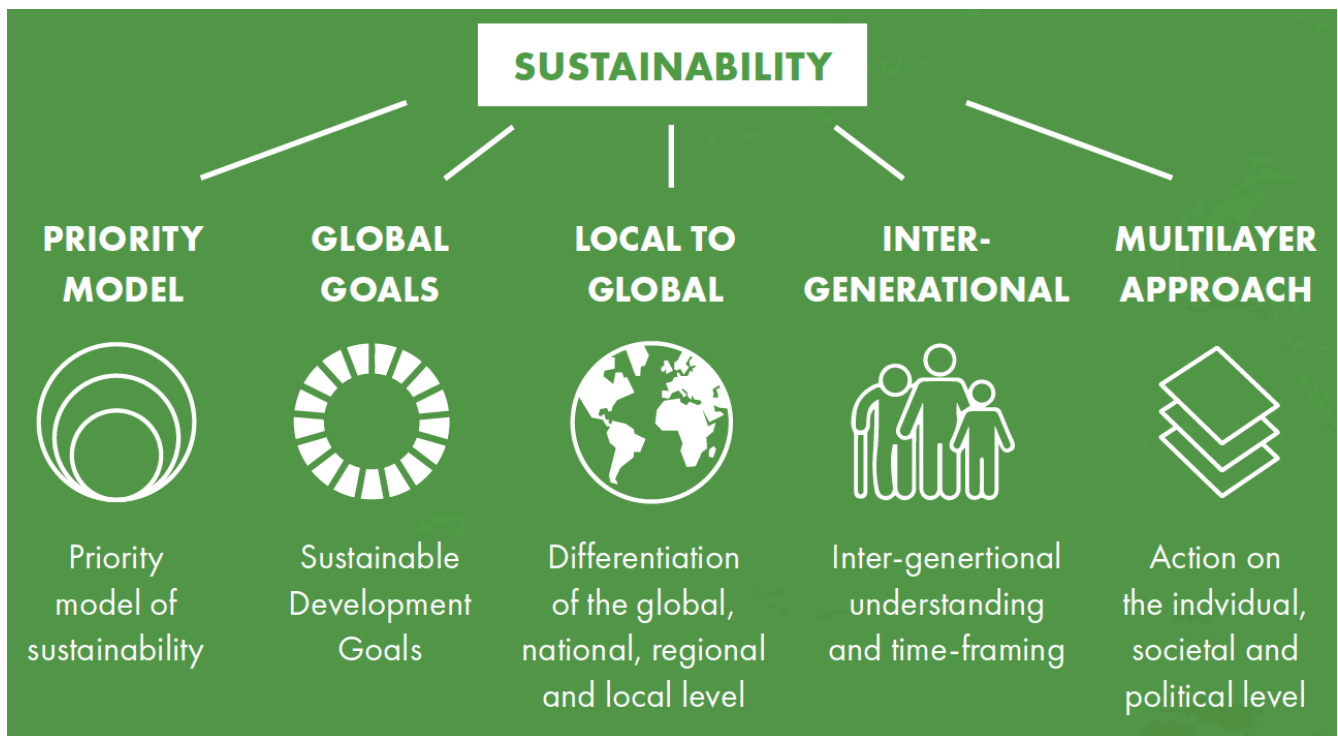 SUSTAINABILITY
PRIORITY
MODEL
Priority
model of
sustainability
GLOBAL
GOALS
Sustainable
Development
Goals
LOCAL TO
GLOBAL
Differentiation
of the global,
national, regional
and local level
INTER-
GENERATIONAL
Inter-genertional
understanding
and time-framing
MULTILAYER
APPROACH
Action on
the indvidual,
societal and
political level